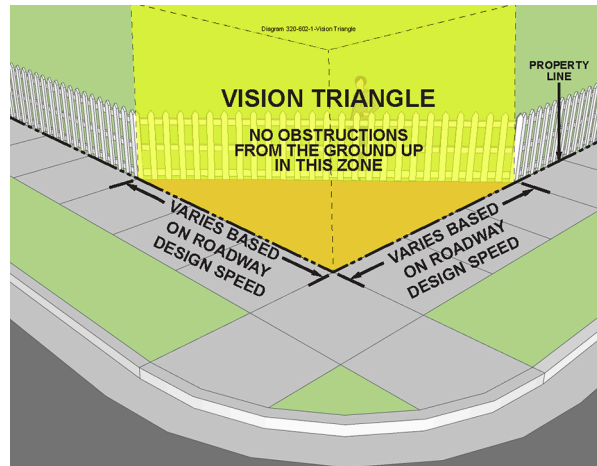 Diagram 320-602-1-Vision Triangle
PROPERTY
LINE
VISION TRIANGLE
NO OBSTRUCTIONS
FROM THE GROUND UP
IN THIS ZONE
VARIES BASED
ON ROADWAY
DESIGN SPEED
VARIES BASED
ON ROADWAY
DESIGN SPEED